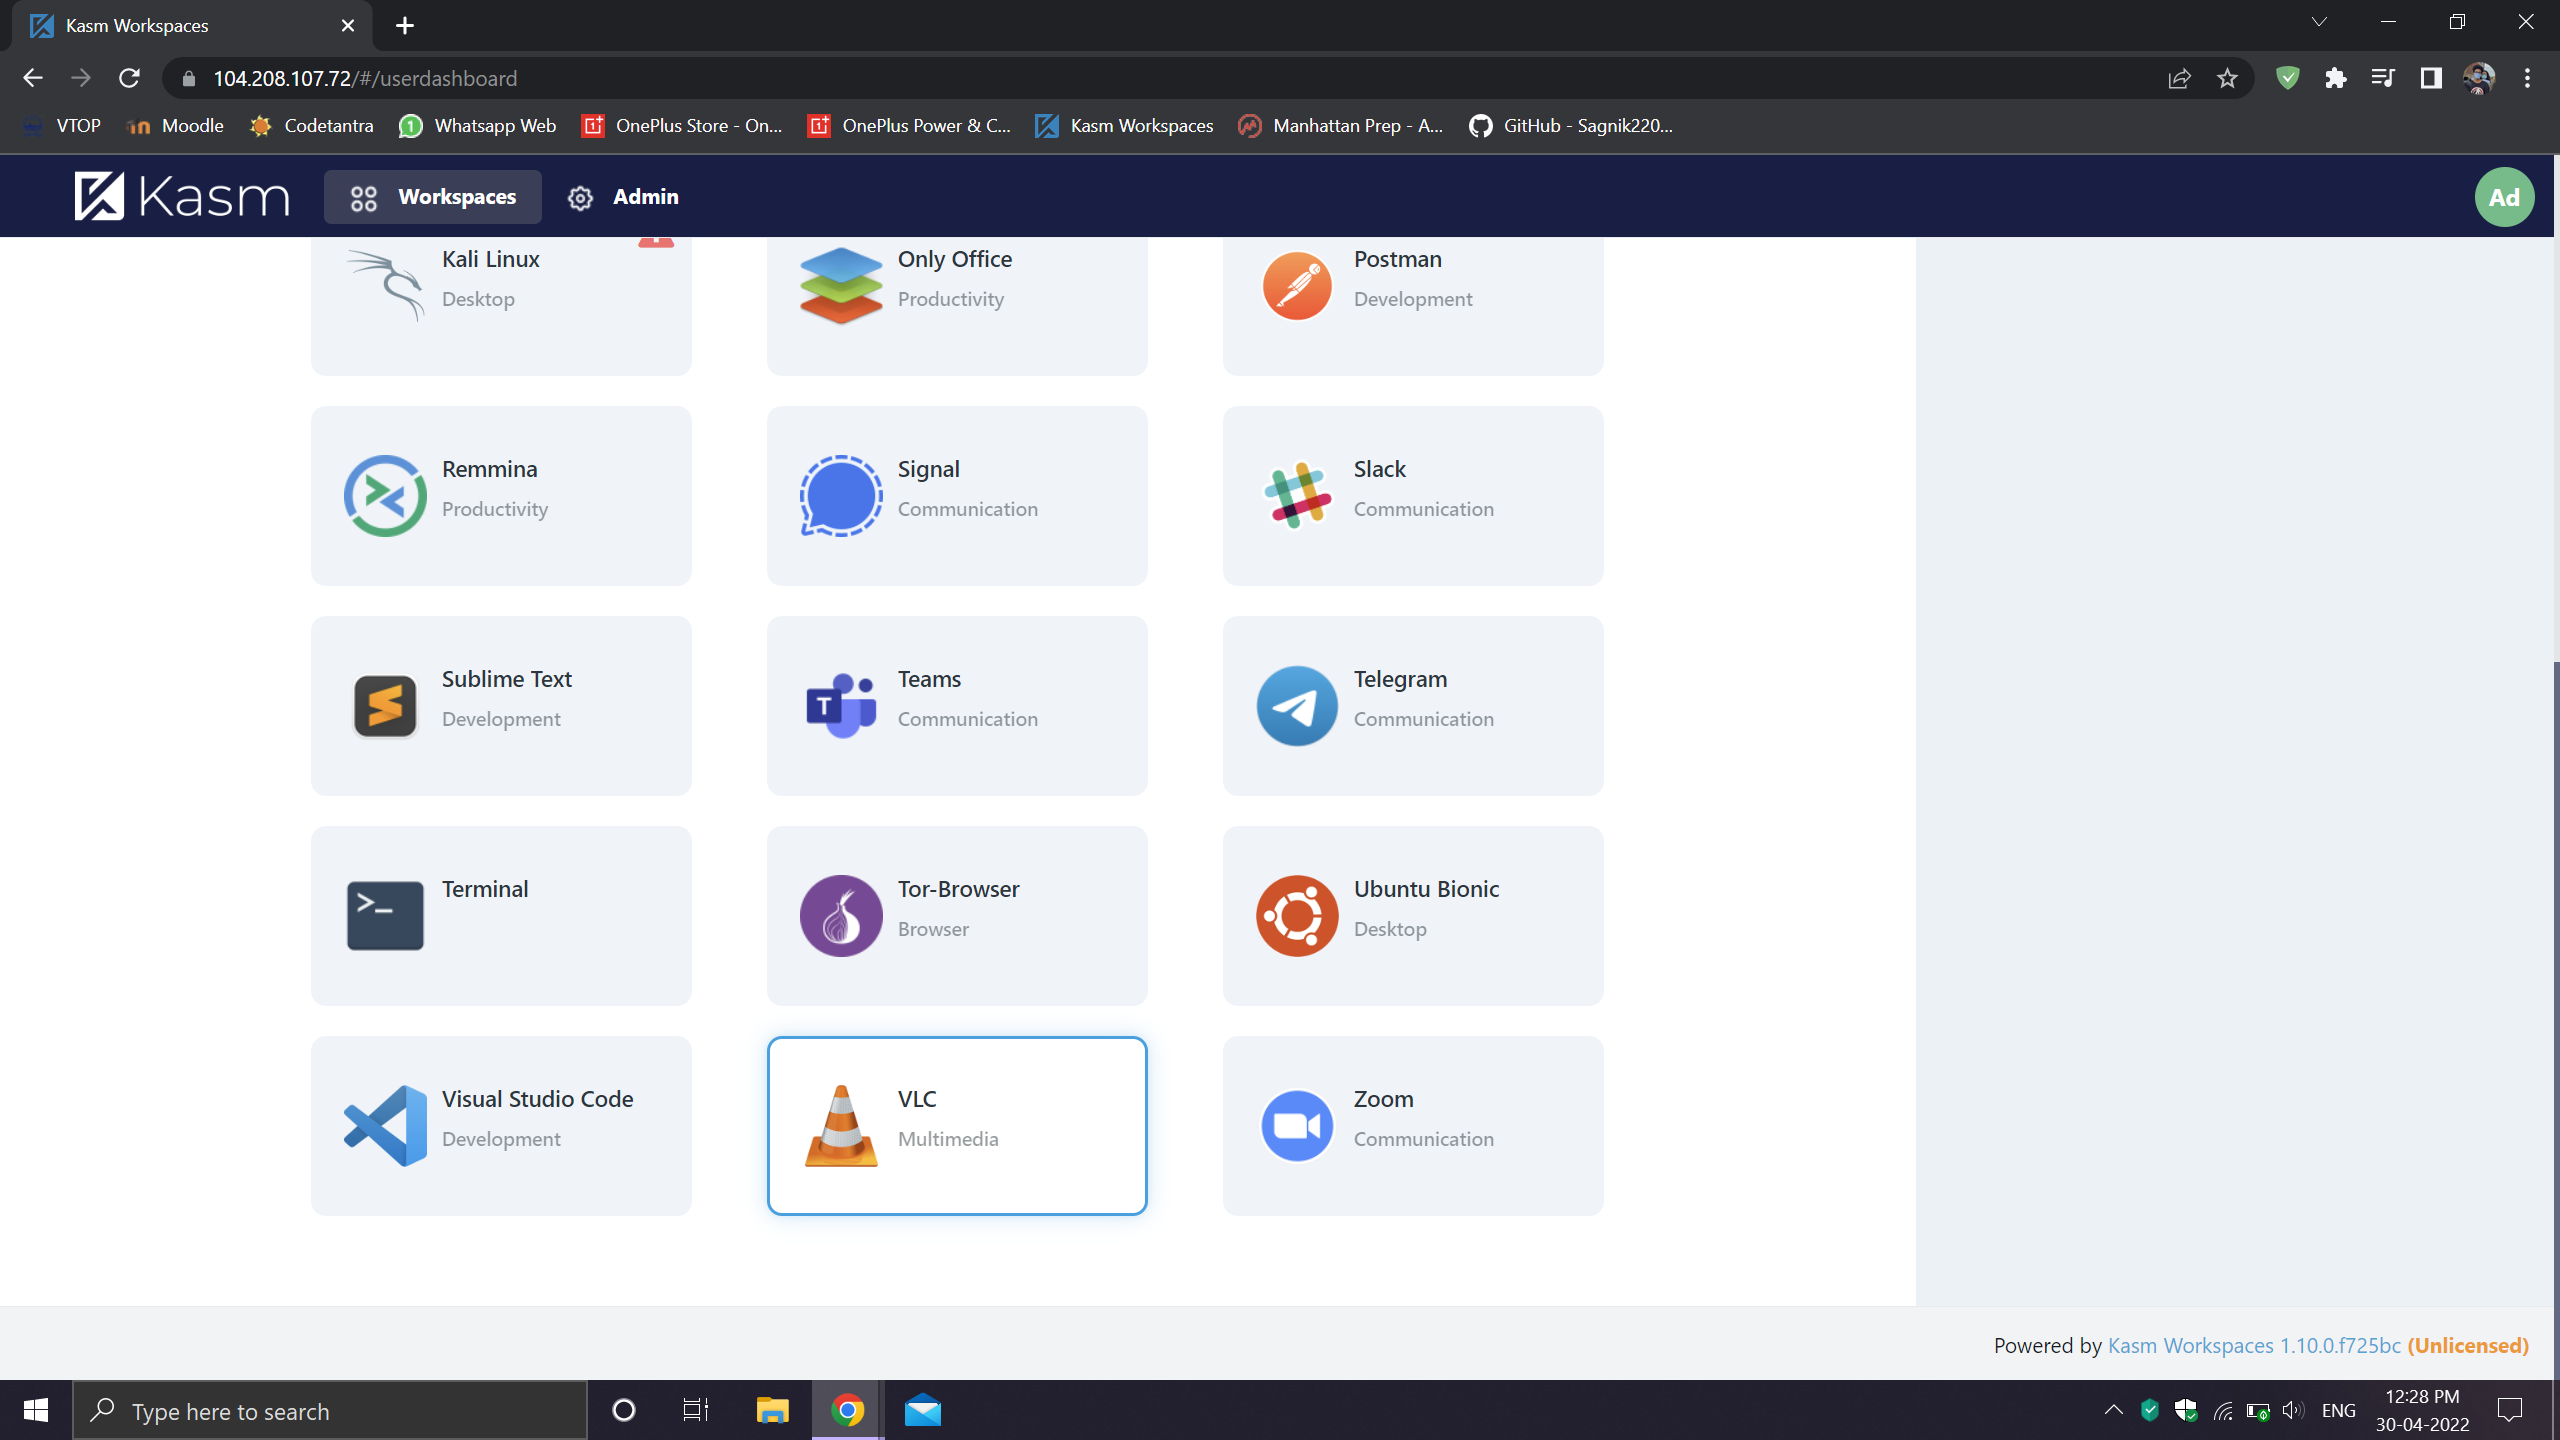 Kasm Workspaces
104.208.107.72/#/userdashboard
VTOP
Moodle
Codetantra
Whatsapp Web
OnePlus Store - On...
OnePlus Power & C...
Kasm Workspaces
Manhattan Prep - A...
GitHub - Sagnik220...
Kasm
Workspaces
Admin
Ad
Kali Linux
Desktop
Only Office
Productivity
Postman
Development
Remmina
Productivity
Signal
Communication
Slack
Communication
Sublime Text
Development
Teams
Communication
Telegram
Communication
Terminal
Tor-Browser
Browser
Ubuntu Bionic
Desktop
Visual Studio Code
Development
VLC
Multimedia
Zoom
Communication
Powered by Kasm Workspaces 1.10.0.f725bc (Unlicensed)
Type here to search
ENG
12:28 PM
30-04-2022